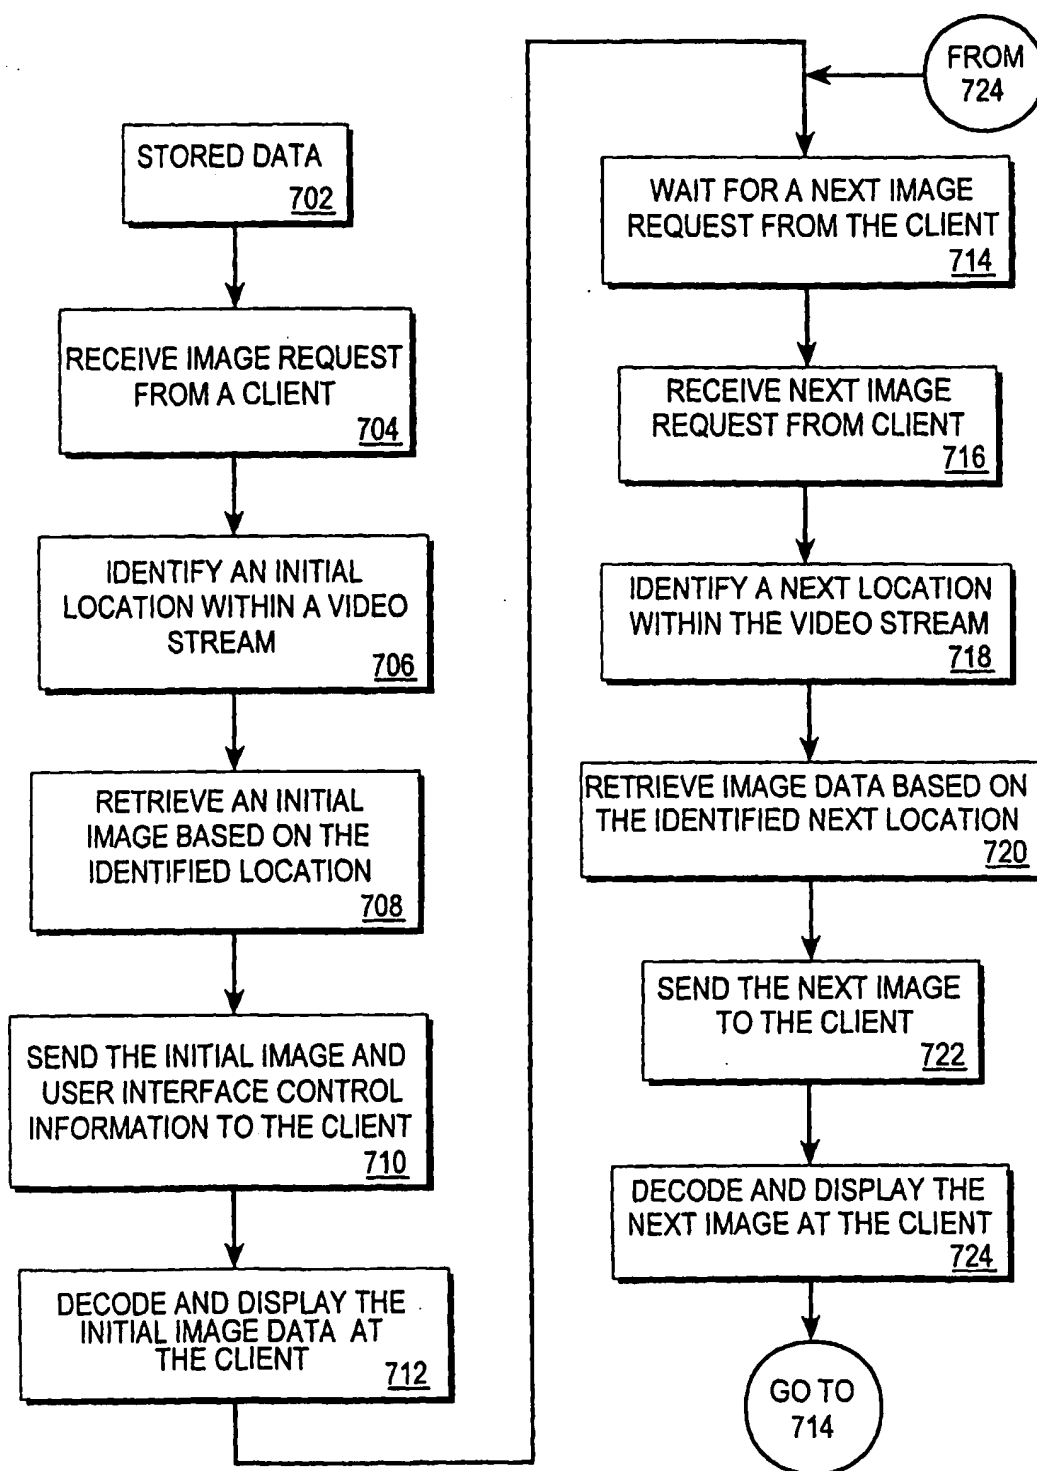 STORED DATA
702
RECEIVE IMAGE REQUEST
FROM A CLIENT
704
IDENTIFY AN INITIAL
LOCATION WITHIN A VIDEO
STREAM
706
RETRIEVE AN INITIAL
IMAGE BASED ON THE
IDENTIFIED LOCATION
708
SEND THE INITIAL IMAGE AND
USER INTERFACE CONTROL
INFORMATION TO THE CLIENT
710
DECODE AND DISPLAY THE
INITIAL IMAGE DATA AT
THE CLIENT
712
FROM
724
WAIT FOR A NEXT IMAGE
REQUEST FROM THE CLIENT
714
RECEIVE NEXT IMAGE
REQUEST FROM CLIENT
716
IDENTIFY A NEXT LOCATION
WITHIN THE VIDEO STREAM
718
RETRIEVE IMAGE DATA BASED ON
THE IDENTIFIED NEXT LOCATION
720
SEND THE NEXT IMAGE
TO THE CLIENT
722
DECODE AND DISPLAY THE
NEXT IMAGE AT THE CLIENT
724
GO TO
714